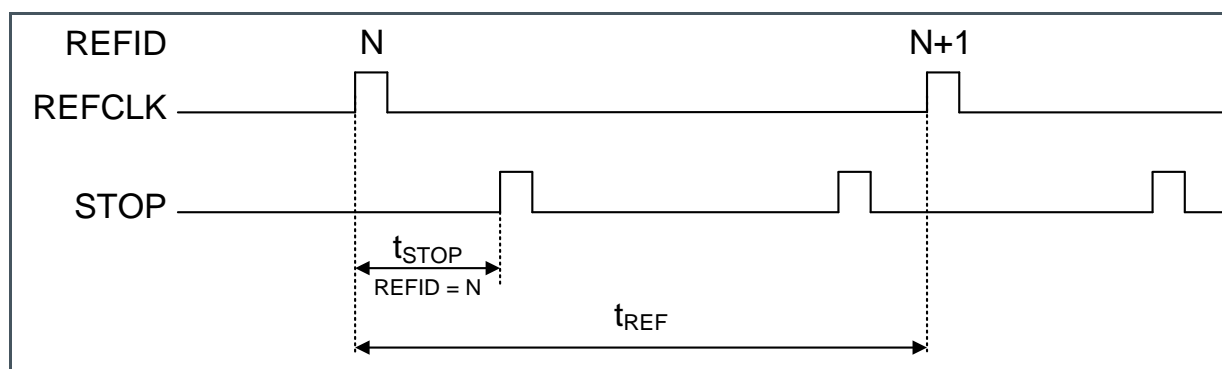 REFID N N+1
REFCLK
STOP
tSTOP
REFID = N
tREF